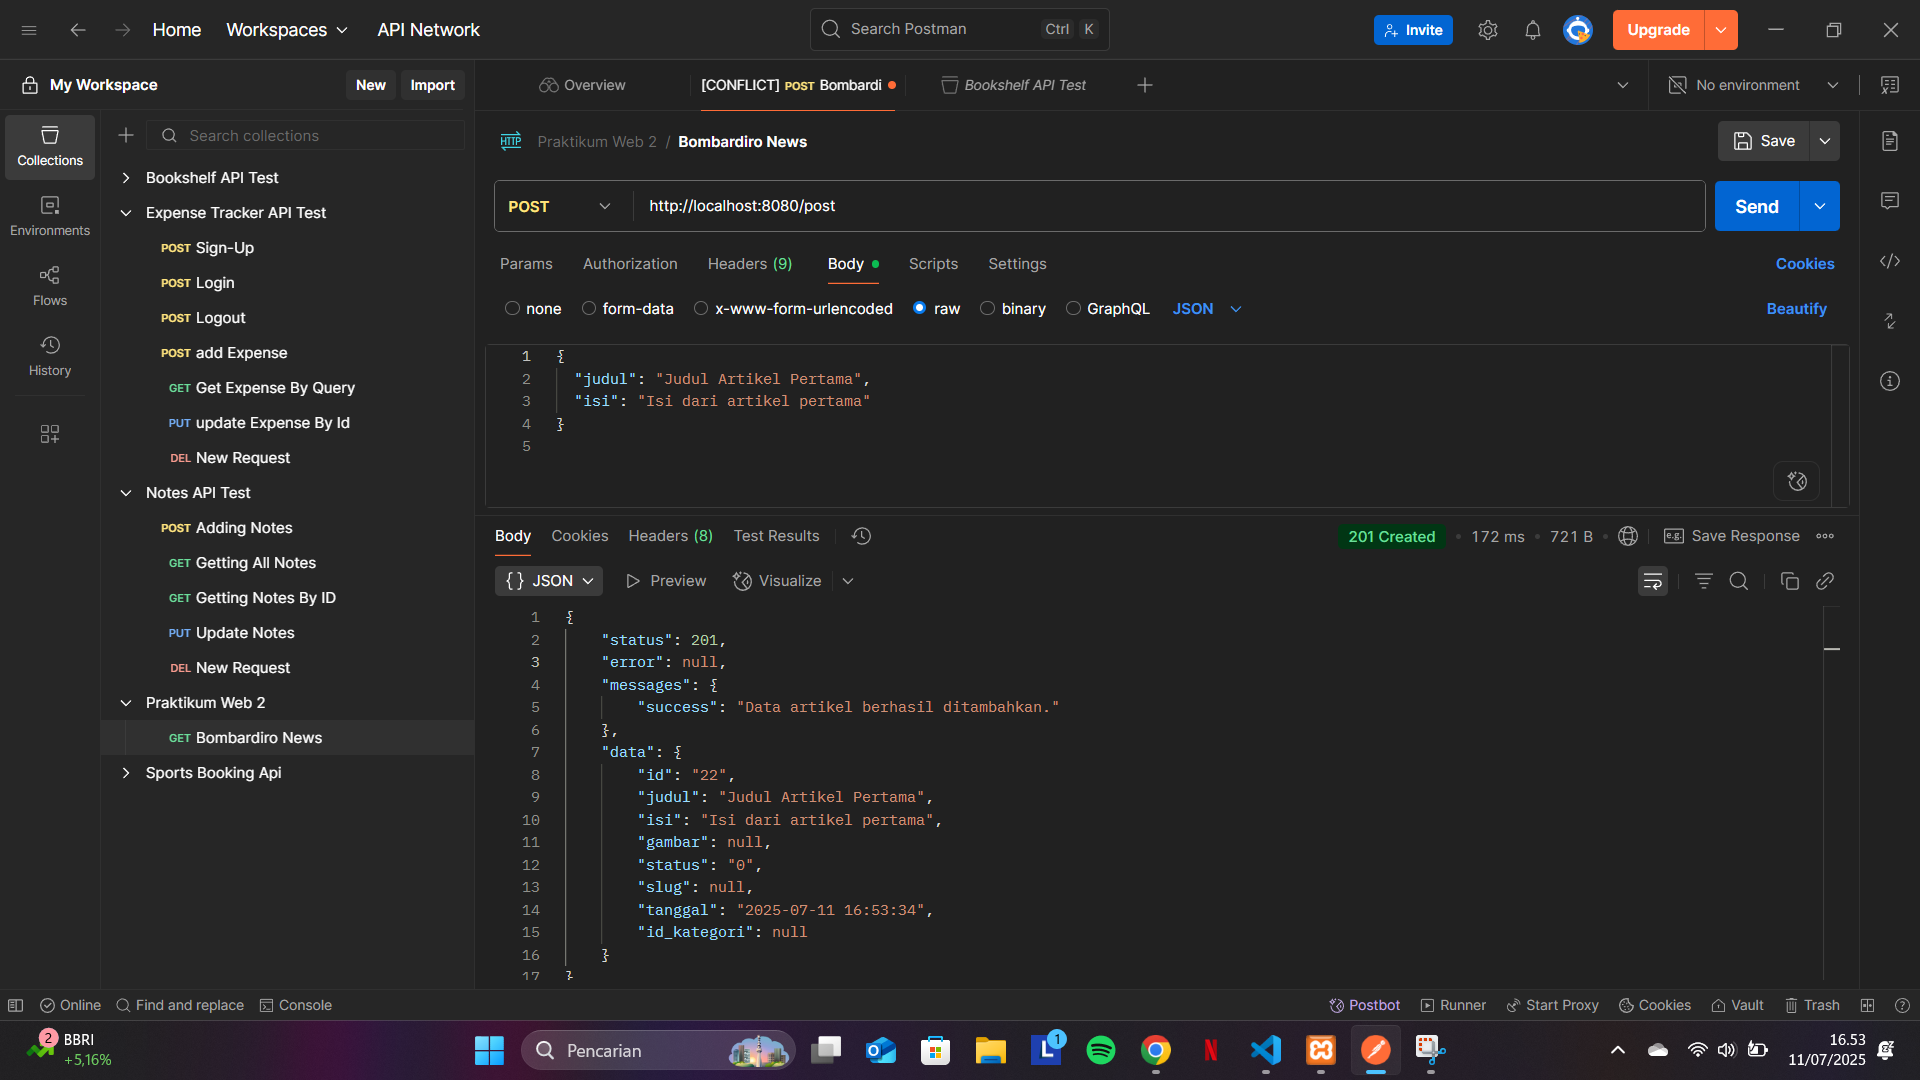 Home
Workspaces
API Network
Search Postman
Ctrl K
Invite
Upgrade
My Workspace
New
Import
Overview
[CONFLICT] POST Bombardi
Bookshelf API Test
No environment
Collections
Environments
Flows
History
Search collections
Bookshelf API Test
Expense Tracker API Test
POST Sign-Up
POST Login
POST Logout
POST add Expense
GET Get Expense By Query
PUT update Expense By Id
DEL New Request
Notes API Test
POST Adding Notes
GET Getting All Notes
GET Getting Notes By ID
PUT Update Notes
DEL New Request
Praktikum Web 2
GET Bombardiro News
Sports Booking Api
HTTP Praktikum Web 2 / Bombardiro News
Save
POST http://localhost:8080/post
Send
Params Authorization Headers (9) Body Scripts Settings
Cookies
none form-data x-www-form-urlencoded raw binary GraphQL JSON
Beautify
1 {
2 "judul": "Judul Artikel Pertama",
3 "isi": "Isi dari artikel pertama"
4 }
5
Body Cookies Headers (8) Test Results
201 Created • 172 ms • 721 B
e.g. Save Response
{} JSON Preview Visualize
1 {
2 "status": 201,
3 "error": null,
4 "messages": {
5 "success": "Data artikel berhasil ditambahkan."
6 },
7 "data": {
8 "id": "22",
9 "judul": "Judul Artikel Pertama",
10 "isi": "Isi dari artikel pertama",
11 "gambar": null,
12 "status": "0",
13 "slug": null,
14 "tanggal": "2025-07-11 16:53:34",
15 "id_kategori": null
16 }
17 }
Online
Find and replace
Console
Postbot
Runner
Start Proxy
Cookies
Vault
Trash
2
BBRI
+5,16%
Pencarian
L
1
N
16.53
11/07/2025